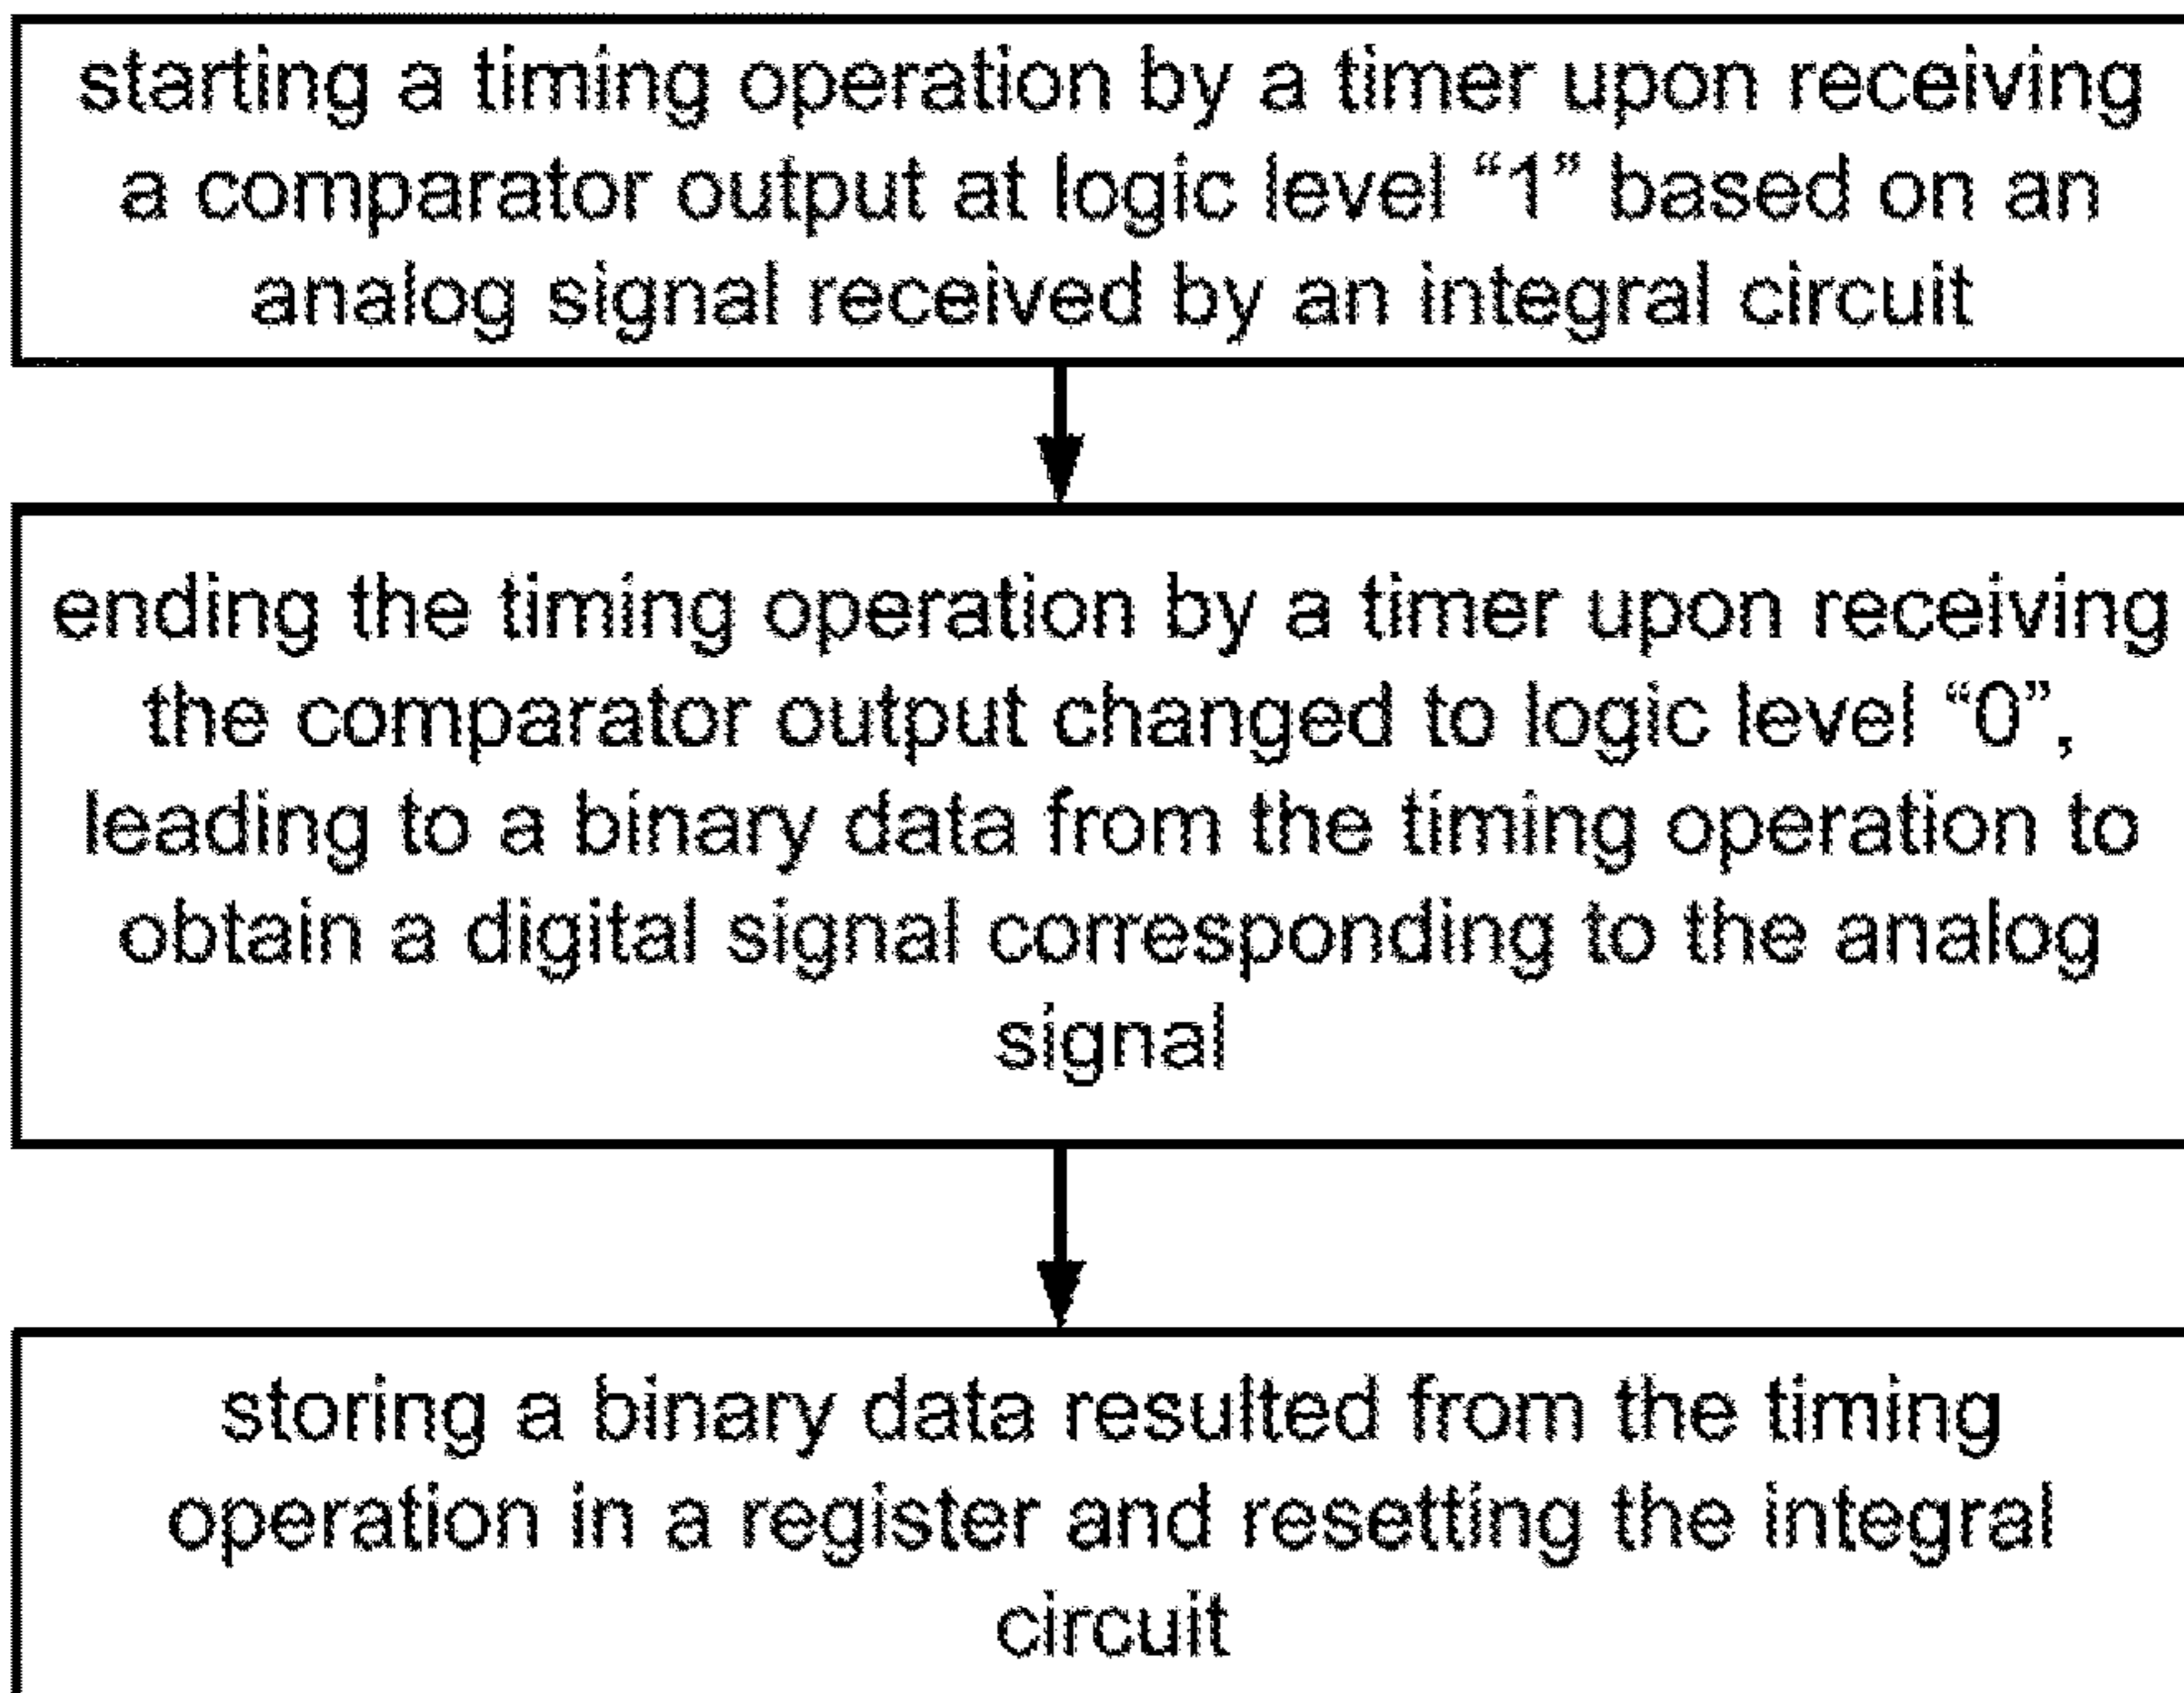 starting a timing operation by a timer upon receiving
a comparator output at logic level “1” based on an
analog signal received by an integral circuit
ending the timing operation by a timer upon receiving
the comparator output changed to logic level “0”,
leading to a binary data from the timing operation to
obtain a digital signal corresponding to the analog
signal
storing a binary data resulted from the timing
operation in a register and resetting the integral
circuit